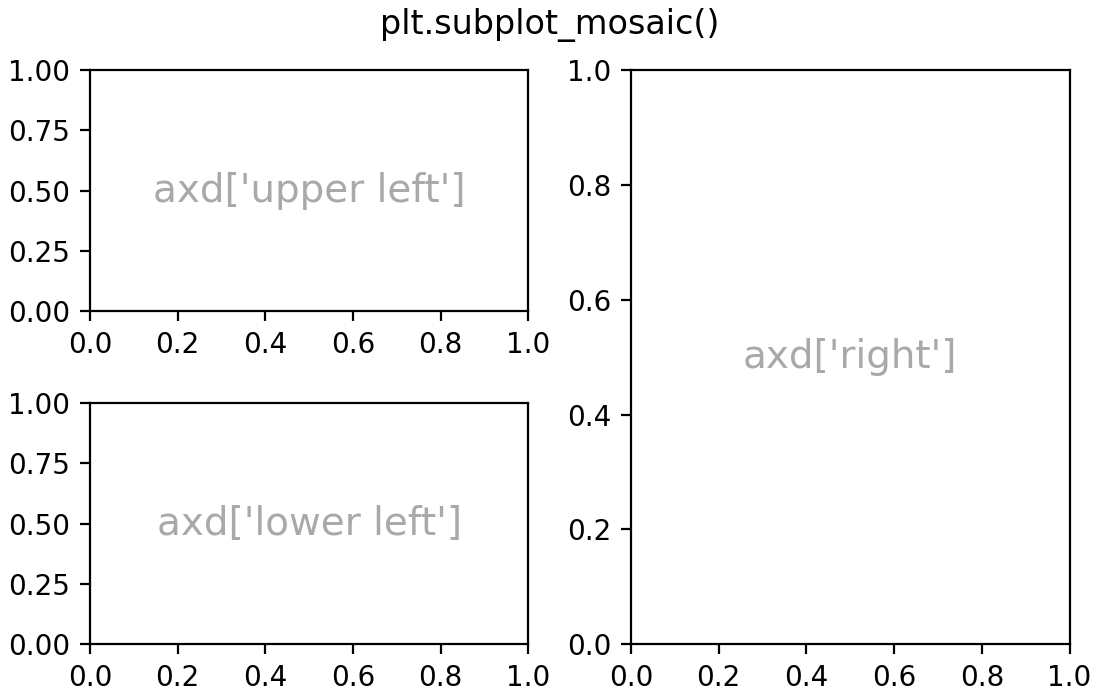 plt.subplot_mosaic()
1.00
0.75
0.50
0.25
0.00
axd['upper left']
0.0 0.2 0.4 0.6 0.8 1.0
1.00
0.75
0.50
0.25
0.00
axd['lower left']
0.0 0.2 0.4 0.6 0.8 1.0
1.0
0.8
0.6
0.4
0.2
0.0
axd['right']
0.0 0.2 0.4 0.6 0.8 1.0